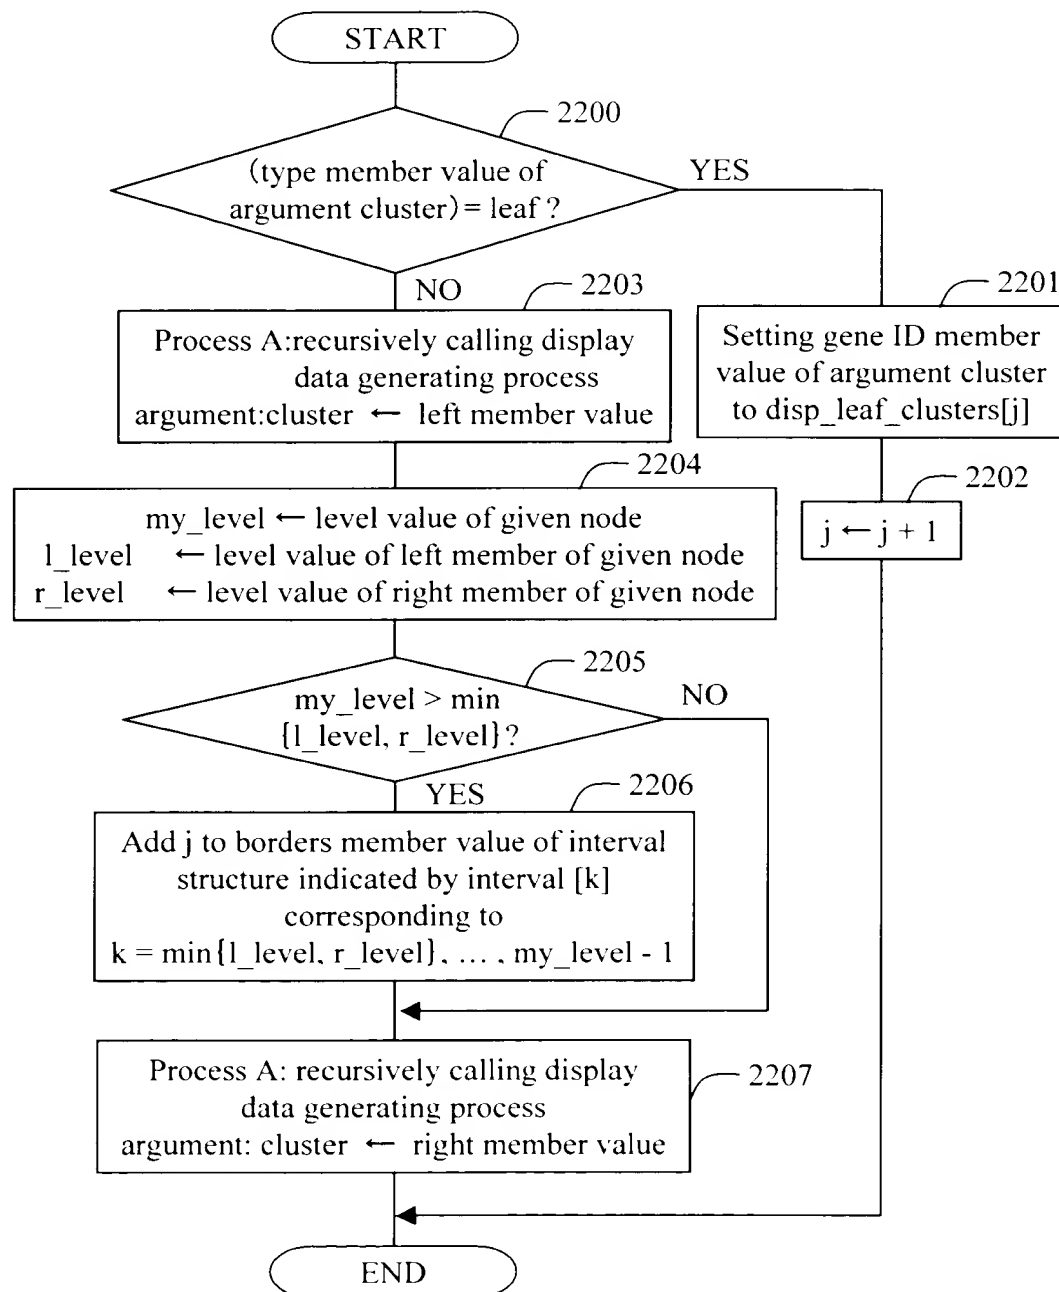 START
2200
(type member value of
argument cluster) = leaf ?
YES
NO
2203
Process A:recursively calling display
data generating process
argument:cluster ← left member value
2201
Setting gene ID member
value of argument cluster
to disp_leaf_clusters[j]
2202
j ← j + 1
2204
my_level ← level value of given node
l_level ← level value of left member of given node
r_level ← level value of right member of given node
2205
my_level > min
{l_level, r_level}?
NO
YES
2206
Add j to borders member value of interval
structure indicated by interval [k]
corresponding to
k = min{l_level, r_level}, ... , my_level - 1
Process A: recursively calling display
data generating process
argument: cluster ← right member value
2207
END